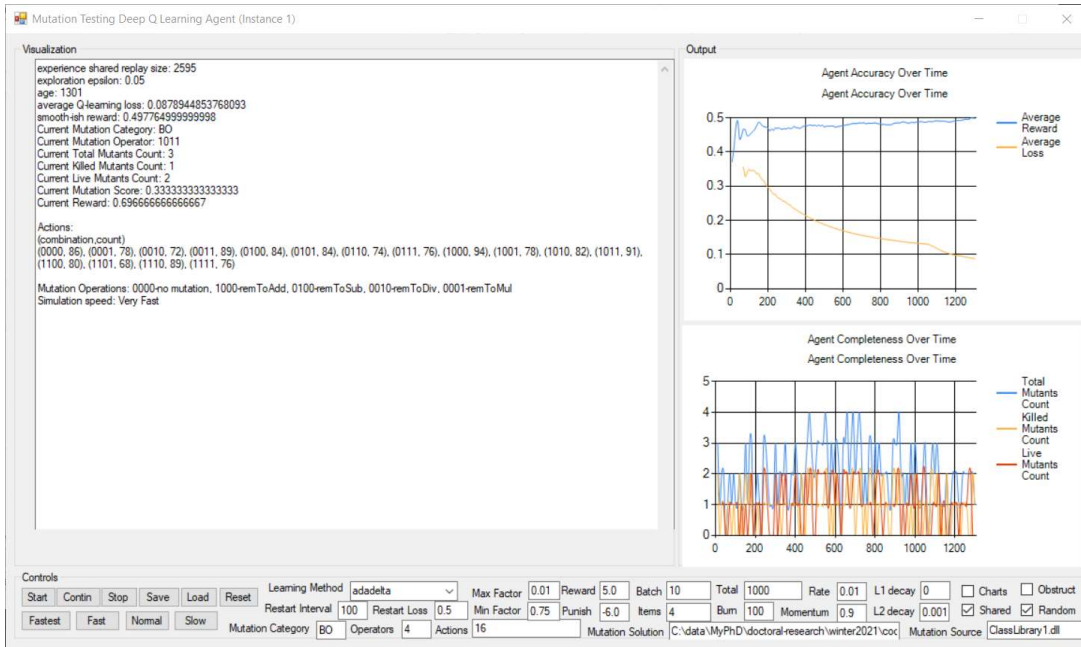 Mutation Testing Deep Q Learning Agent (Instance 1)
Visualization
experience shared replay size: 2595
exploration epsilon: 0.05
age: 1301
average Q-learning loss: 0.0878944853768093
smooth-ish reward: 0.497764999999998
Current Mutation Category: BO
Current Mutation Operator: 1011
Current Total Mutants Count: 3
Current Killed Mutants Count: 1
Current Live Mutants Count: 2
Current Mutation Score: 0.333333333333333
Current Reward: 0.696666666666667
Actions:
(combination,count)
(0000, 86), (0001, 78), (0010, 72), (0011, 89), (0100, 84), (0101, 84), (0110, 74), (0111, 76), (1000, 94), (1001, 78), (1010, 82), (1011, 91),
(1100, 80), (1101, 68), (1110, 89), (1111, 76)
Mutation Operations: 0000-no mutation, 1000-remToAdd, 0100-remToSub, 0010-remToDiv, 0001-remToMul
Simulation speed: Very Fast
Output
Agent Accuracy Over Time
Agent Accuracy Over Time
0.5
0.4
0.3
0.2
0.1
0
0 200 400 600 800 1000 1200
Average
Reward
Average
Loss
Agent Completeness Over Time
Agent Completeness Over Time
5
4
3
2
1
0
0 200 400 600 800 1000 1200
Total
Mutants
Count
Killed
Mutants
Count
Live
Mutants
Count
Controls
Start Contin Stop Save Load Reset Learning Method adadelta Max Factor 0.01 Reward 5.0 Batch 10 Total 1000 Rate 0.01 L1 decay 0 Charts Obstruct
Restart Interval 100 Restart Loss 0.5 Min Factor 0.75 Punish -6.0 Items 4 Burn 100 Momentum 0.9 L2 decay 0.001 Shared Random
Fastest Fast Normal Slow Mutation Category BO Operators 4 Actions 16 Mutation Solution C:\data\MyPhD\doctoral-research\winter2021\coc Mutation Source ClassLibrary1.dll